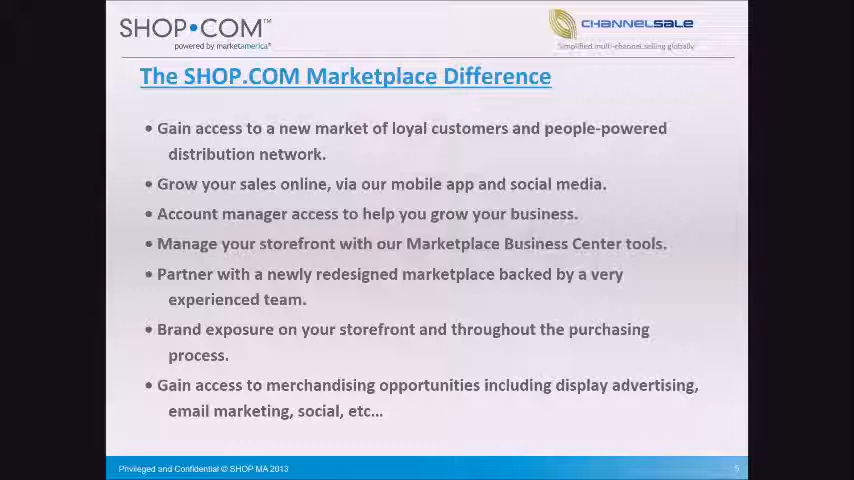 SHOP•COM™
powered by marketamerica®
CHANNELSALE
Simplified multi-channel selling globally
The SHOP.COM Marketplace Difference
• Gain access to a new market of loyal customers and people-powered
distribution network.
• Grow your sales online, via our mobile app and social media.
• Account manager access to help you grow your business.
• Manage your storefront with our Marketplace Business Center tools.
• Partner with a newly redesigned marketplace backed by a very
experienced team.
• Brand exposure on your storefront and throughout the purchasing
process.
• Gain access to merchandising opportunities including display advertising,
email marketing, social, etc…
Privileged and Confidential © SHOP MA 2013
5